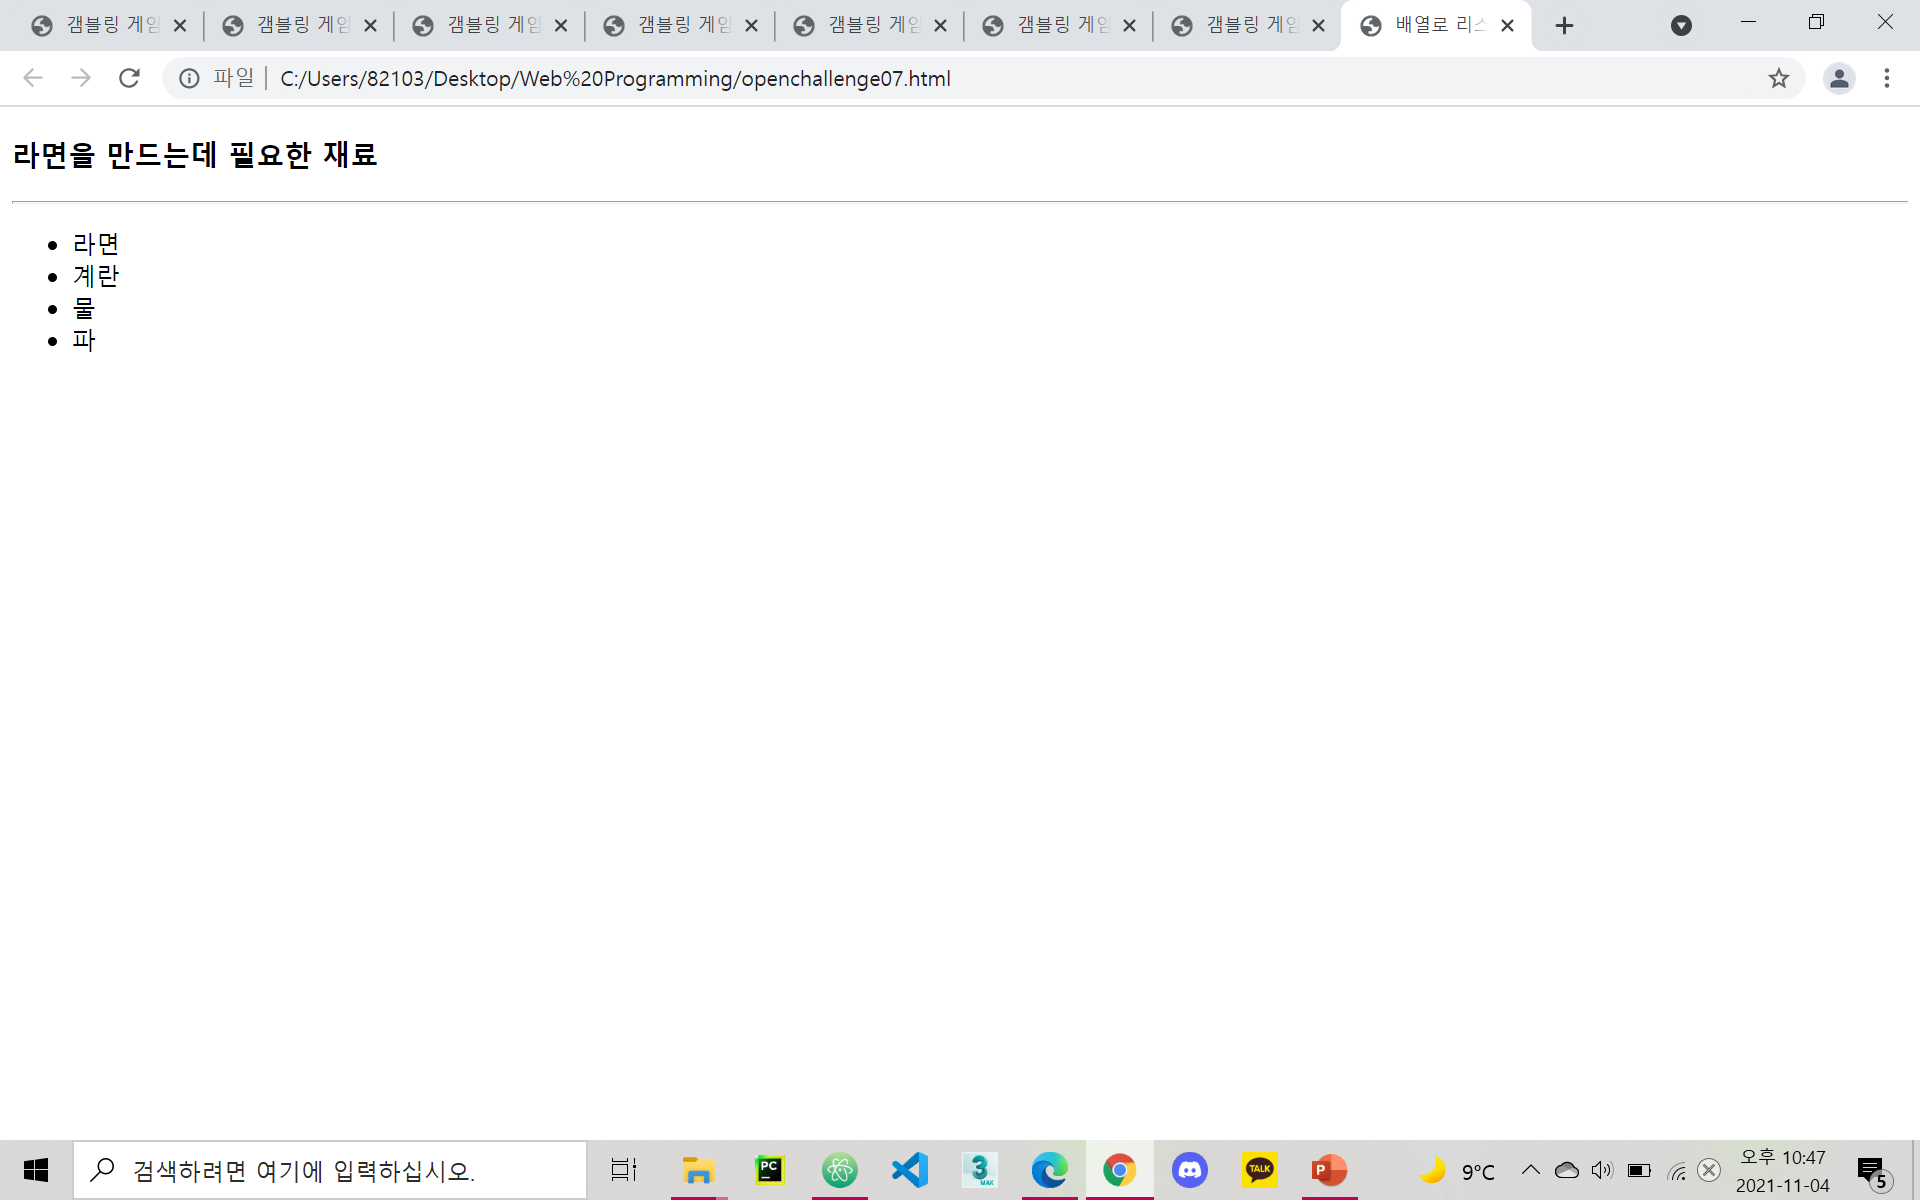 갬블링 게임 갬블링 게임 갬블링 게임 갬블링 게임 갬블링 게임 갬블링 게임 갬블링 게임 배열로 리스
파일 C:/Users/82103/Desktop/Web%20Programming/openchallenge07.html
라면을 만드는데 필요한 재료
라면
계란
물
파
검색하려면 여기에 입력하십시오.
PC
3
MAX
TALK
P
9°C
오후 10:47
2021-11-04
5